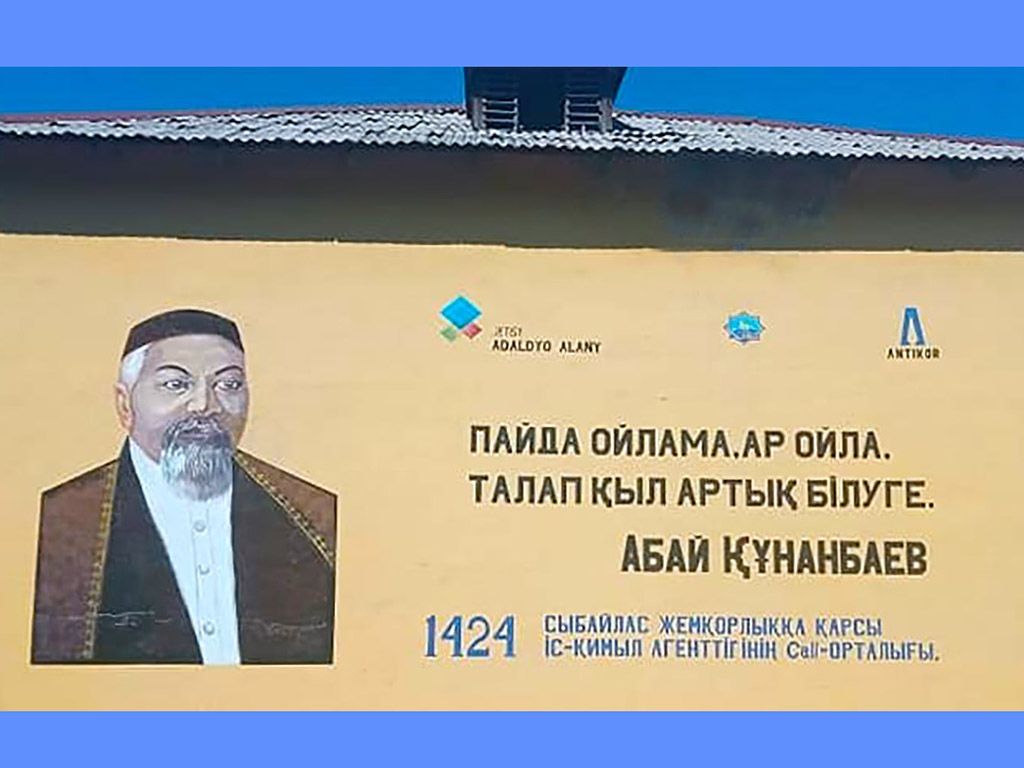 JETISY
ADALDYO ALANY
ANTIKOR
ПАЙДА ОЙЛАМА.АР ОЙЛА.
ТАЛАП ҚЫЛ АРТЫҚ БІЛУГЕ.
АБАЙ ҚҰНАНБАЕВ
1424
СЫБАЙЛАС ЖЕМҚОРЛЫҚҚА ҚАРСЫ
ІС-ҚИМЫЛ АГЕНТТІГІНІҢ Call-ОРТАЛЫҒЫ.